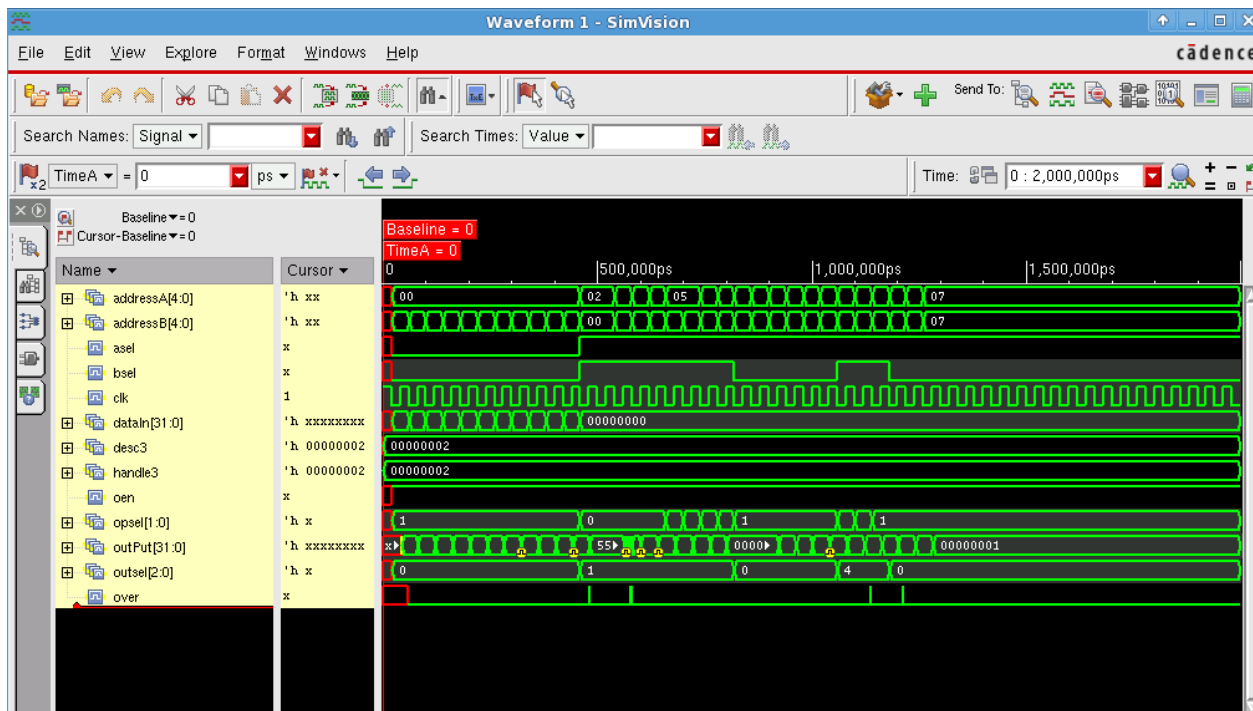 Waveform 1 - SimVision
File Edit View Explore Format Windows Help cādence
Send To:
Search Names: Signal Search Times: Value
x2 TimeA = 0 ps Time: 0 : 2,000,000ps
Baseline = 0
Cursor-Baseline = 0
Baseline = 0
TimeA = 0
Name Cursor 0 500,000ps 1,000,000ps 1,500,000ps
addressA[4:0] 'h xx 00 02 05 07
addressB[4:0] 'h xx 00 07
asel x
bsel x
clk 1
dataIn[31:0] 'h xxxxxxxx 00000000
desc3 'h 00000002 00000002
handle3 'h 00000002 00000002
oen x
opsel[1:0] 'h x 1 0 1 1
outPut[31:0] 'h xxxxxxxx x 55 0000 00000001
outsel[2:0] 'h x 0 1 0 4 0
over x